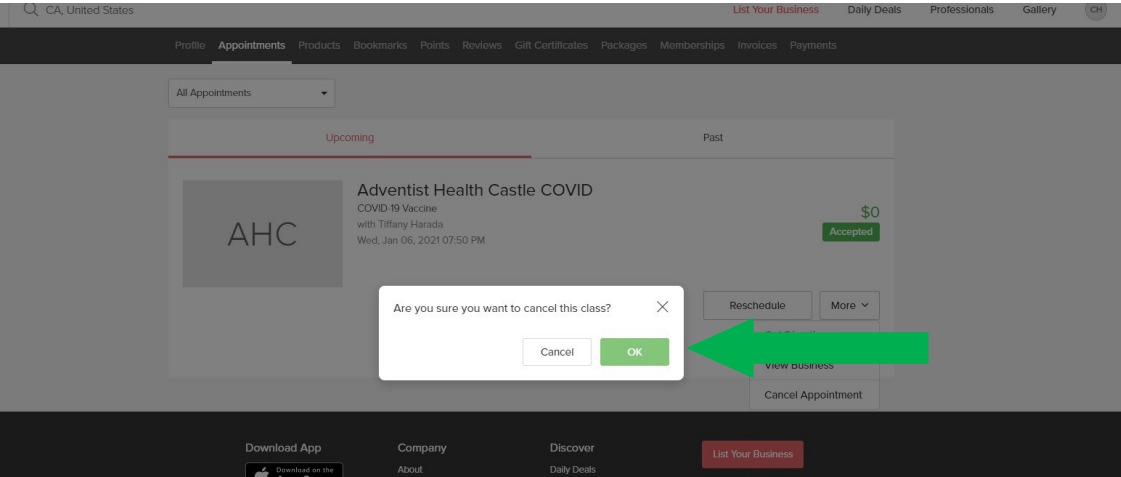 CA, United States
List Your Business Daily Deals Professionals Gallery CH
Profile Appointments Products Bookmarks Points Reviews Gift Certificates Packages Memberships Invoices Payments
All Appointments
Upcoming Past
AHC
Adventist Health Castle COVID
COVID-19 Vaccine
with Tiffany Harada
Wed, Jan 06, 2021 07:50 PM
$0
Accepted
Reschedule More
Are you sure you want to cancel this class?
Cancel OK
View Business
Cancel Appointment
Download App Company Discover
List Your Business
Download on the About Daily Deals